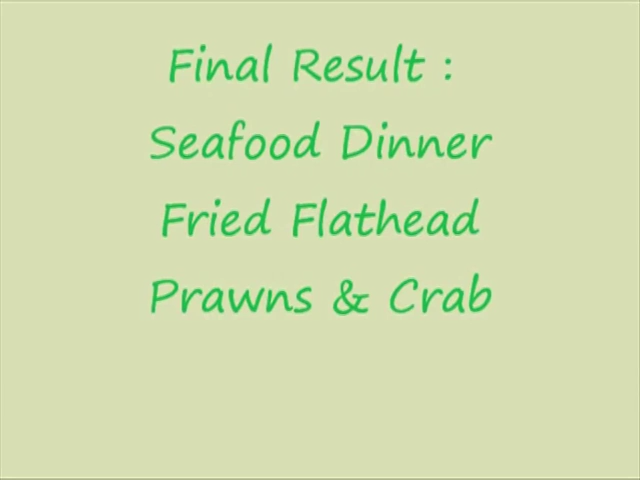 Final Result :
Seafood Dinner
Fried Flathead
Prawns & Crab